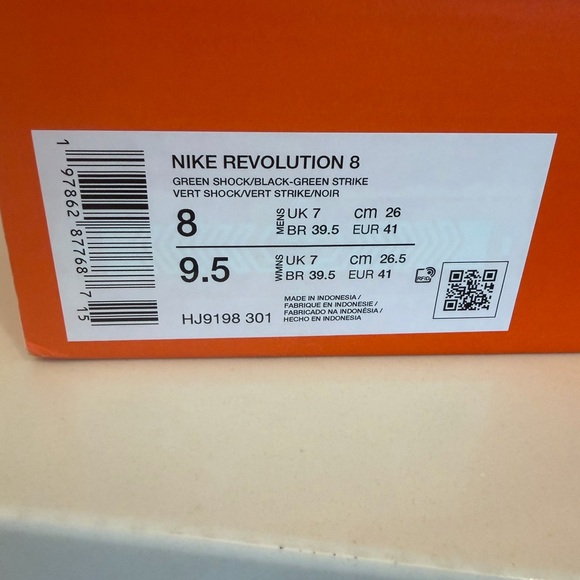 NIKE REVOLUTION 8
GREEN SHOCK/BLACK-GREEN STRIKE
VERT SHOCK/VERT STRIKE/NOIR
8 MENS UK 7 cm 26
BR 39.5 EUR 41
9.5 WMNS UK 7 cm 26.5
BR 39.5 EUR 41
RFID
HJ9198 301
MADE IN INDONESIA/
FABRIQUE EN INDONESIE/
FABRICADO NA INDONÉSIA/
HECHO EN INDONESIA
1 97862 87768 715